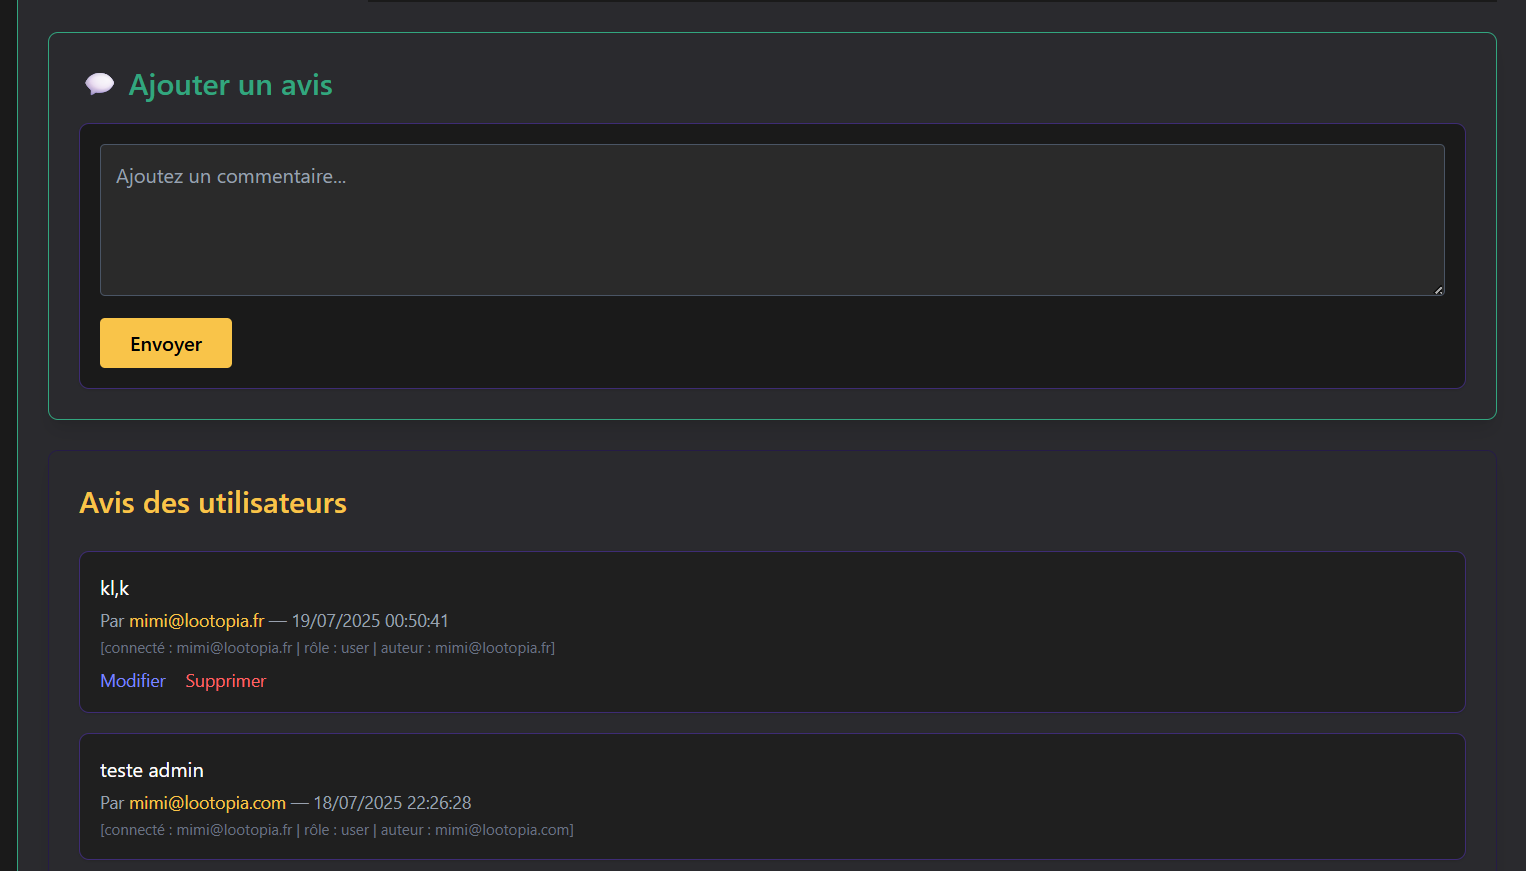 Ajouter un avis
Ajoutez un commentaire...
Envoyer
Avis des utilisateurs
kl,k
Par mimi@lootopia.fr — 19/07/2025 00:50:41
[connecté : mimi@lootopia.fr | rôle : user | auteur : mimi@lootopia.fr]
Modifier Supprimer
teste admin
Par mimi@lootopia.com — 18/07/2025 22:26:28
[connecté : mimi@lootopia.fr | rôle : user | auteur : mimi@lootopia.com]